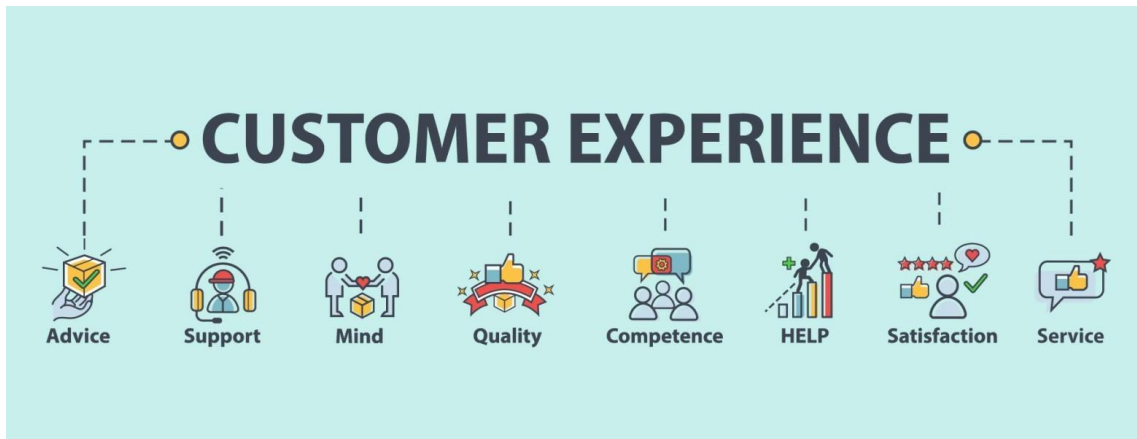 CUSTOMER EXPERIENCE
Advice
Support
Mind
Quality
Competence
HELP
Satisfaction
Service